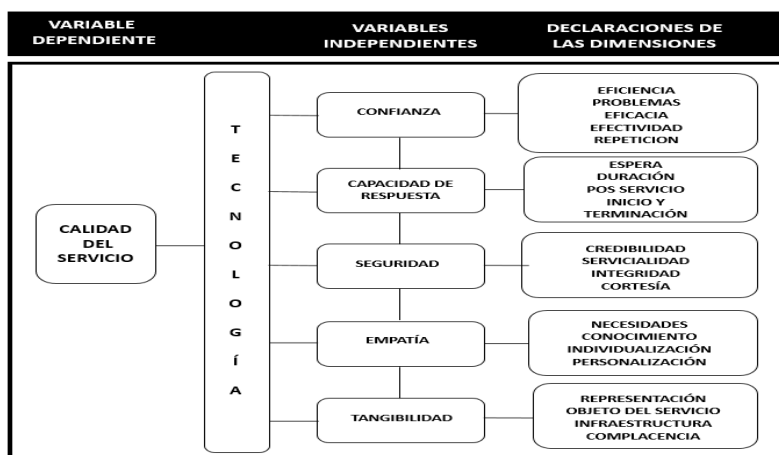 VARIABLE
DEPENDIENTE
VARIABLES
INDEPENDIENTES
DECLARACIONES DE
LAS DIMENSIONES
CALIDAD
DEL
SERVICIO
T
E
C
N
O
L
O
G
Í
A
CONFIANZA
EFICIENCIA
PROBLEMAS
EFICACIA
EFECTIVIDAD
REPETICION
CAPACIDAD DE
RESPUESTA
ESPERA
DURACIÓN
POS SERVICIO
INICIO Y
TERMINACIÓN
SEGURIDAD
CREDIBILIDAD
SERVICIALIDAD
INTEGRIDAD
CORTESÍA
EMPATÍA
NECESIDADES
CONOCIMIENTO
INDIVIDUALIZACIÓN
PERSONALIZACIÓN
TANGIBILIDAD
REPRESENTACIÓN
OBJETO DEL SERVICIO
INFRAESTRUCTURA
COMPLACENCIA